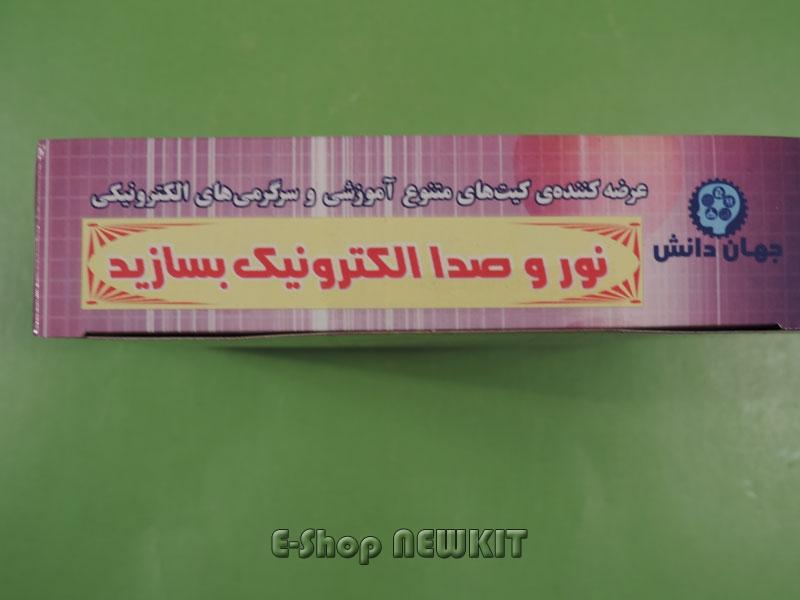 عرضه کننده‌ی کیت‌های متنوع آموزشی و سرگرمی‌های الکترونیکی
جهان دانش
نور و صدا الکترونیک بسازید
E-Shop NEWKIT